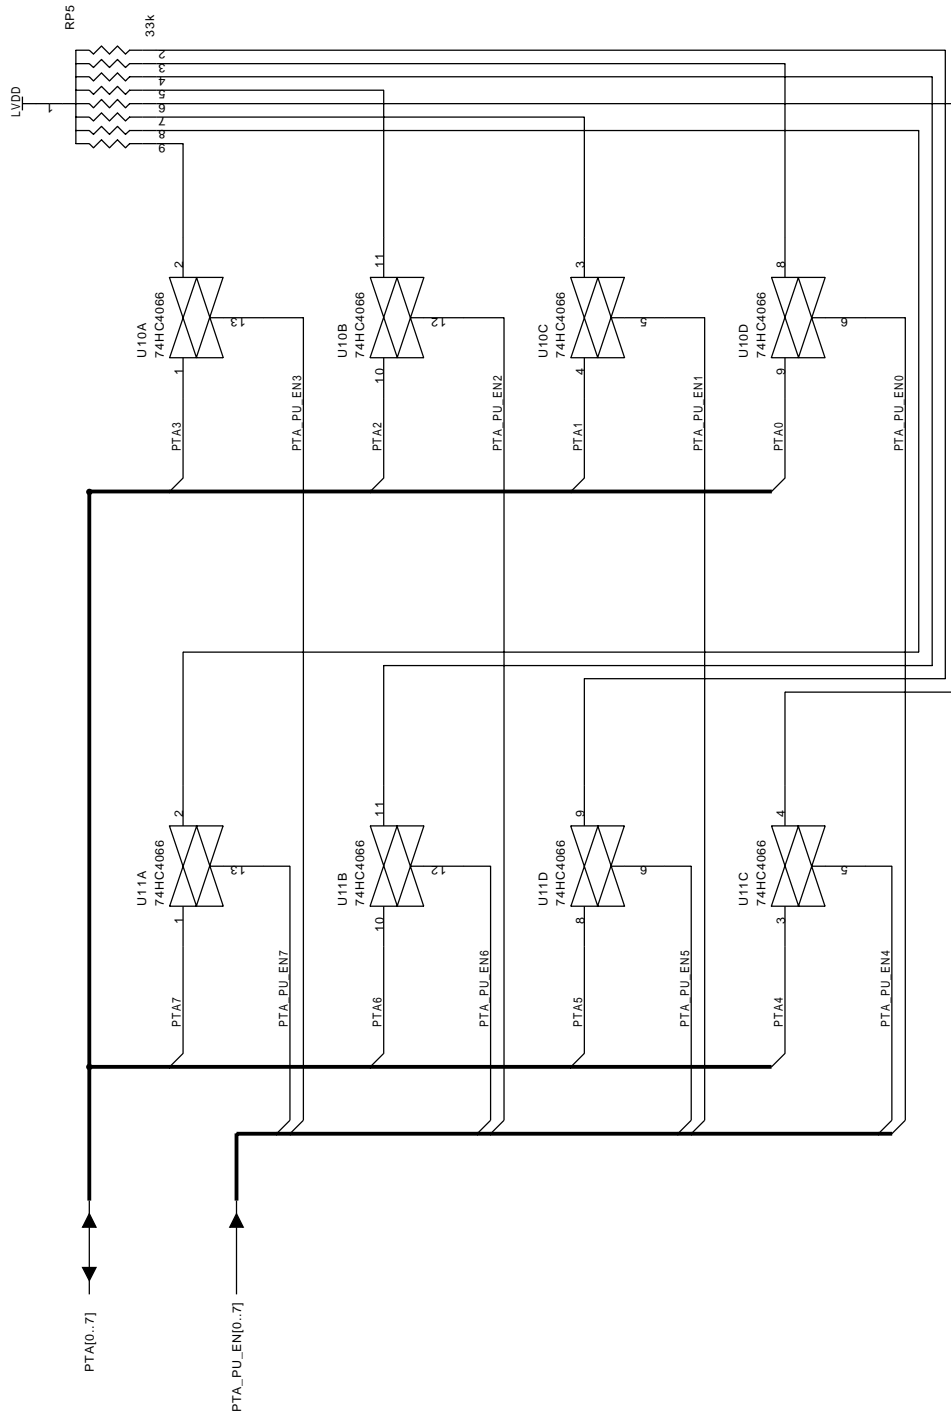 RP5
33k
LVDD
1
2
3
4
5
6
7
8
9
2
U10A
74HC4066
13
1
PTA3
PTA_PU_EN3
11
U10B
74HC4066
12
10
PTA2
PTA_PU_EN2
3
U10C
74HC4066
5
4
PTA1
PTA_PU_EN1
8
U10D
74HC4066
6
9
PTA0
PTA_PU_EN0
2
U11A
74HC4066
13
1
PTA7
PTA_PU_EN7
11
U11B
74HC4066
12
10
PTA6
PTA_PU_EN6
9
U11D
74HC4066
6
8
PTA5
PTA_PU_EN5
4
U11C
74HC4066
5
3
PTA4
PTA_PU_EN4
PTA[0..7]
PTA_PU_EN[0..7]